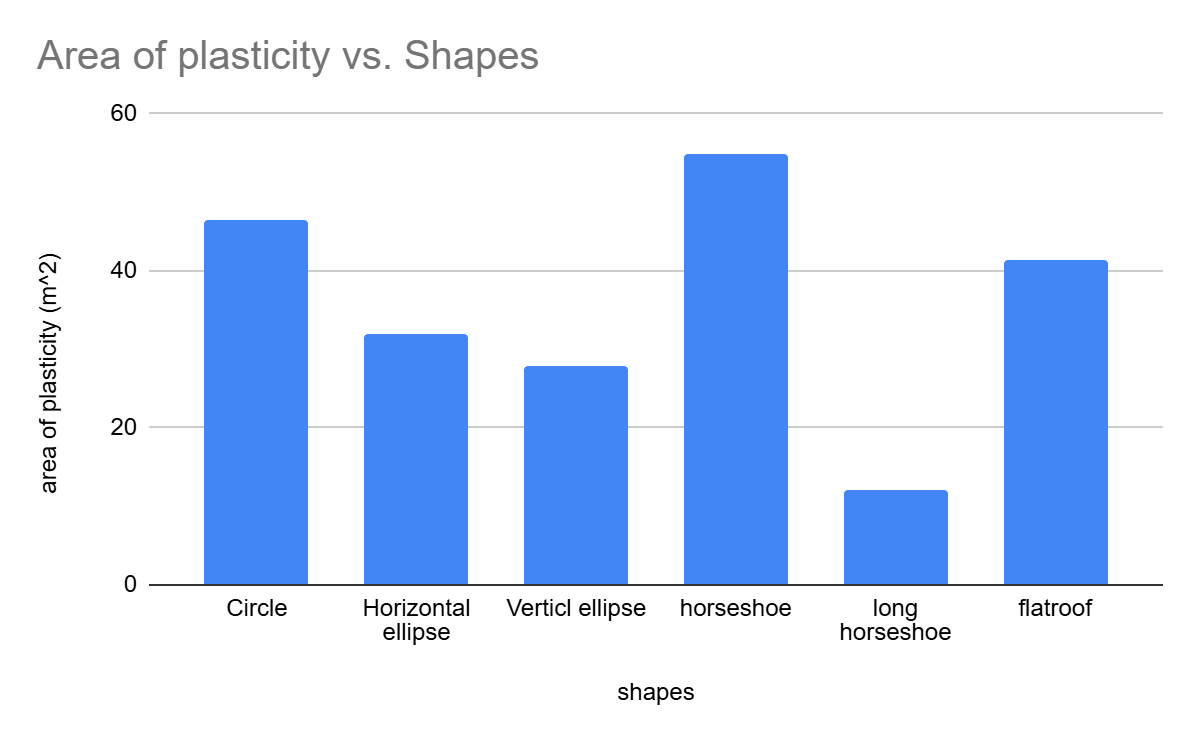 Area of plasticity vs. Shapes
60
40
20
0
area of plasticity (m^2)
Circle
Horizontal
ellipse
Verticl ellipse
horseshoe
long
horseshoe
flatroof
shapes